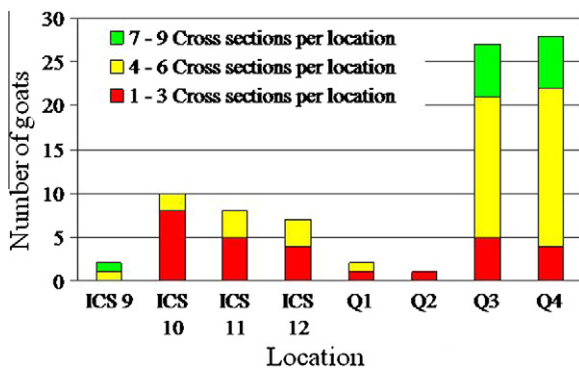 30
25
20
15
10
5
0
Number of goats
7 - 9 Cross sections per location
4 - 6 Cross sections per location
1 - 3 Cross sections per location
ICS 9
ICS 10
ICS 11
ICS 12
Q1
Q2
Q3
Q4
Location